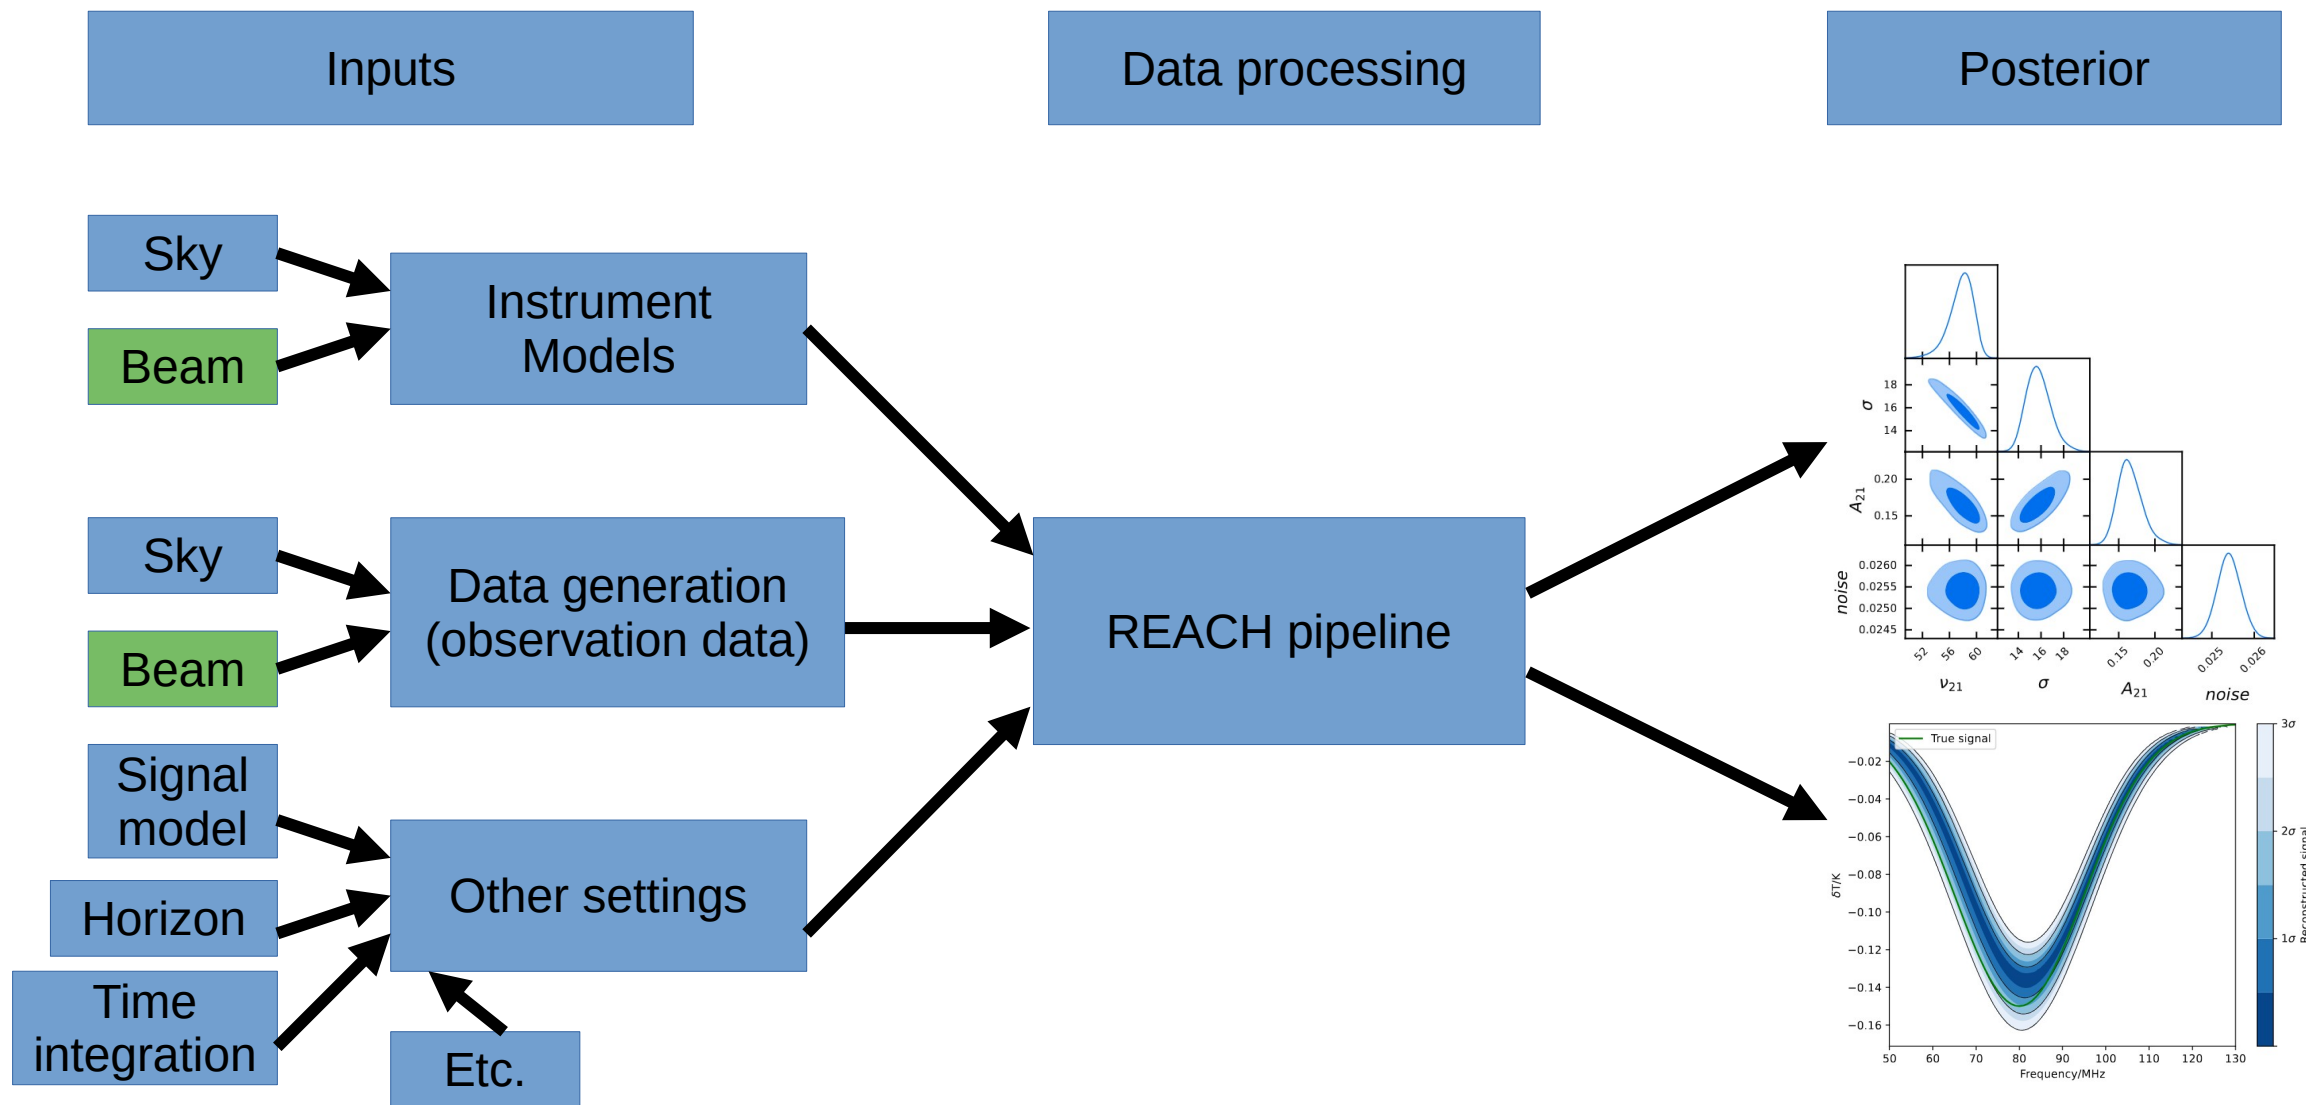 Inputs
Data processing
Posterior
Sky
Beam
Instrument
Models
Sky
Beam
Data generation
(observation data)
Signal
model
Horizon
Time
integration
Other settings
Etc.
REACH pipeline
σ
18
16
14
A21
0.20
0.15
noise
0.0260
0.0255
0.0250
0.0245
52 56 60
14 16 18
0.15 0.20
0.025 0.026
ν21
σ
A21
noise
True signal
δT/K
−0.02
−0.04
−0.06
−0.08
−0.10
−0.12
−0.14
−0.16
50 60 70 80 90 100 110 120 130
Frequency/MHz
3σ
2σ
1σ
Reconstructed signal